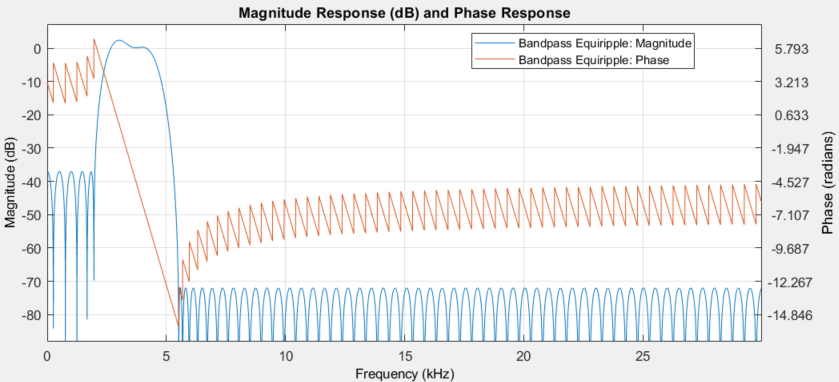 Magnitude Response (dB) and Phase Response
Bandpass Equiripple: Magnitude
Bandpass Equiripple: Phase
Magnitude (dB)
0
-10
-20
-30
-40
-50
-60
-70
-80
5.793
3.213
0.633
-1.947
-4.527
-7.107
-9.687
-12.267
-14.846
Phase (radians)
0 5 10 15 20 25
Frequency (kHz)